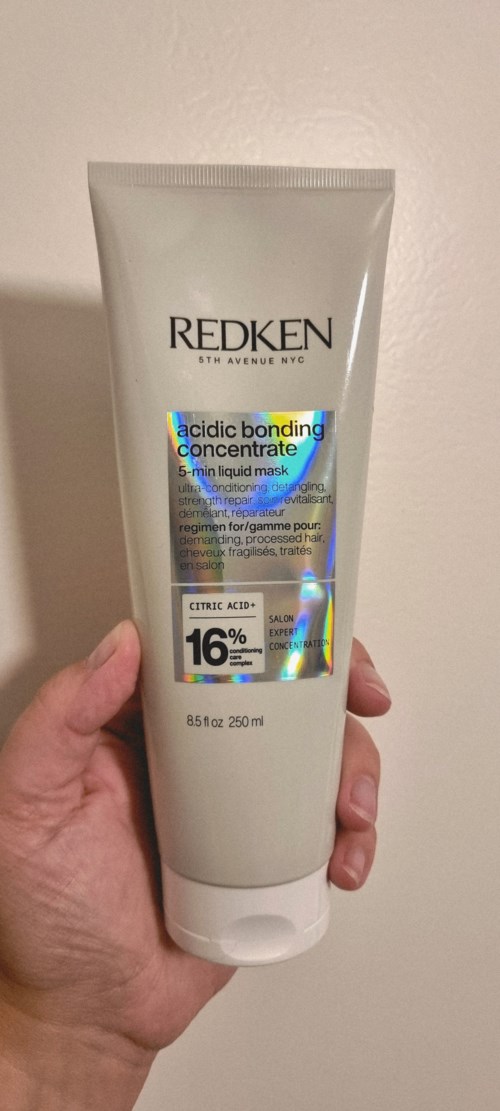 REDKEN
5TH AVENUE NYC
acidic bonding
concentrate
5-min liquid mask
ultra-conditioning, detangling,
strength repair, soin revitalisant,
démêlant, réparateur
regimen for/gamme pour:
demanding, processed hair,
cheveux fragilisés, traités
en salon
CITRIC ACID+
16%
conditioning
care
complex
SALON
EXPERT
CONCENTRATION
8.5 fl oz 250 ml